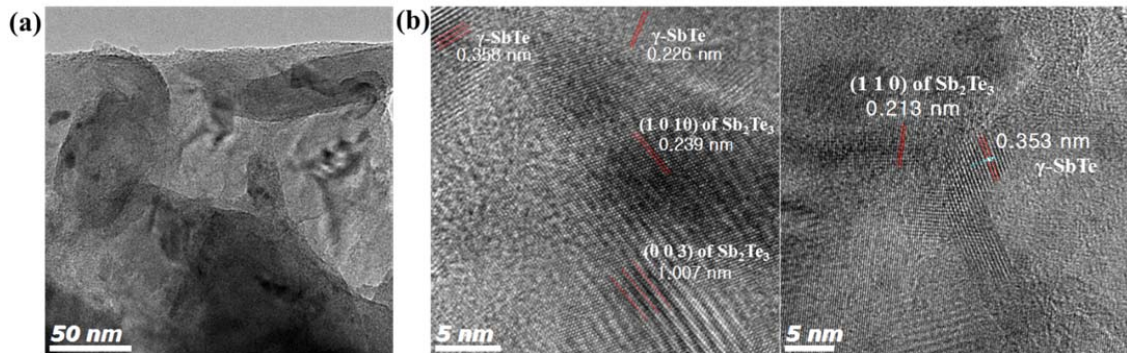 (a)
50 nm
(b)
γ-SbTe
0.358 nm
γ-SbTe
0.226 nm
(1 0 10) of Sb₂Te₃
0.239 nm
(0 0 3) of Sb₂Te₃
1.007 nm
5 nm
(1 1 0) of Sb₂Te₃
0.213 nm
0.353 nm
γ-SbTe
5 nm